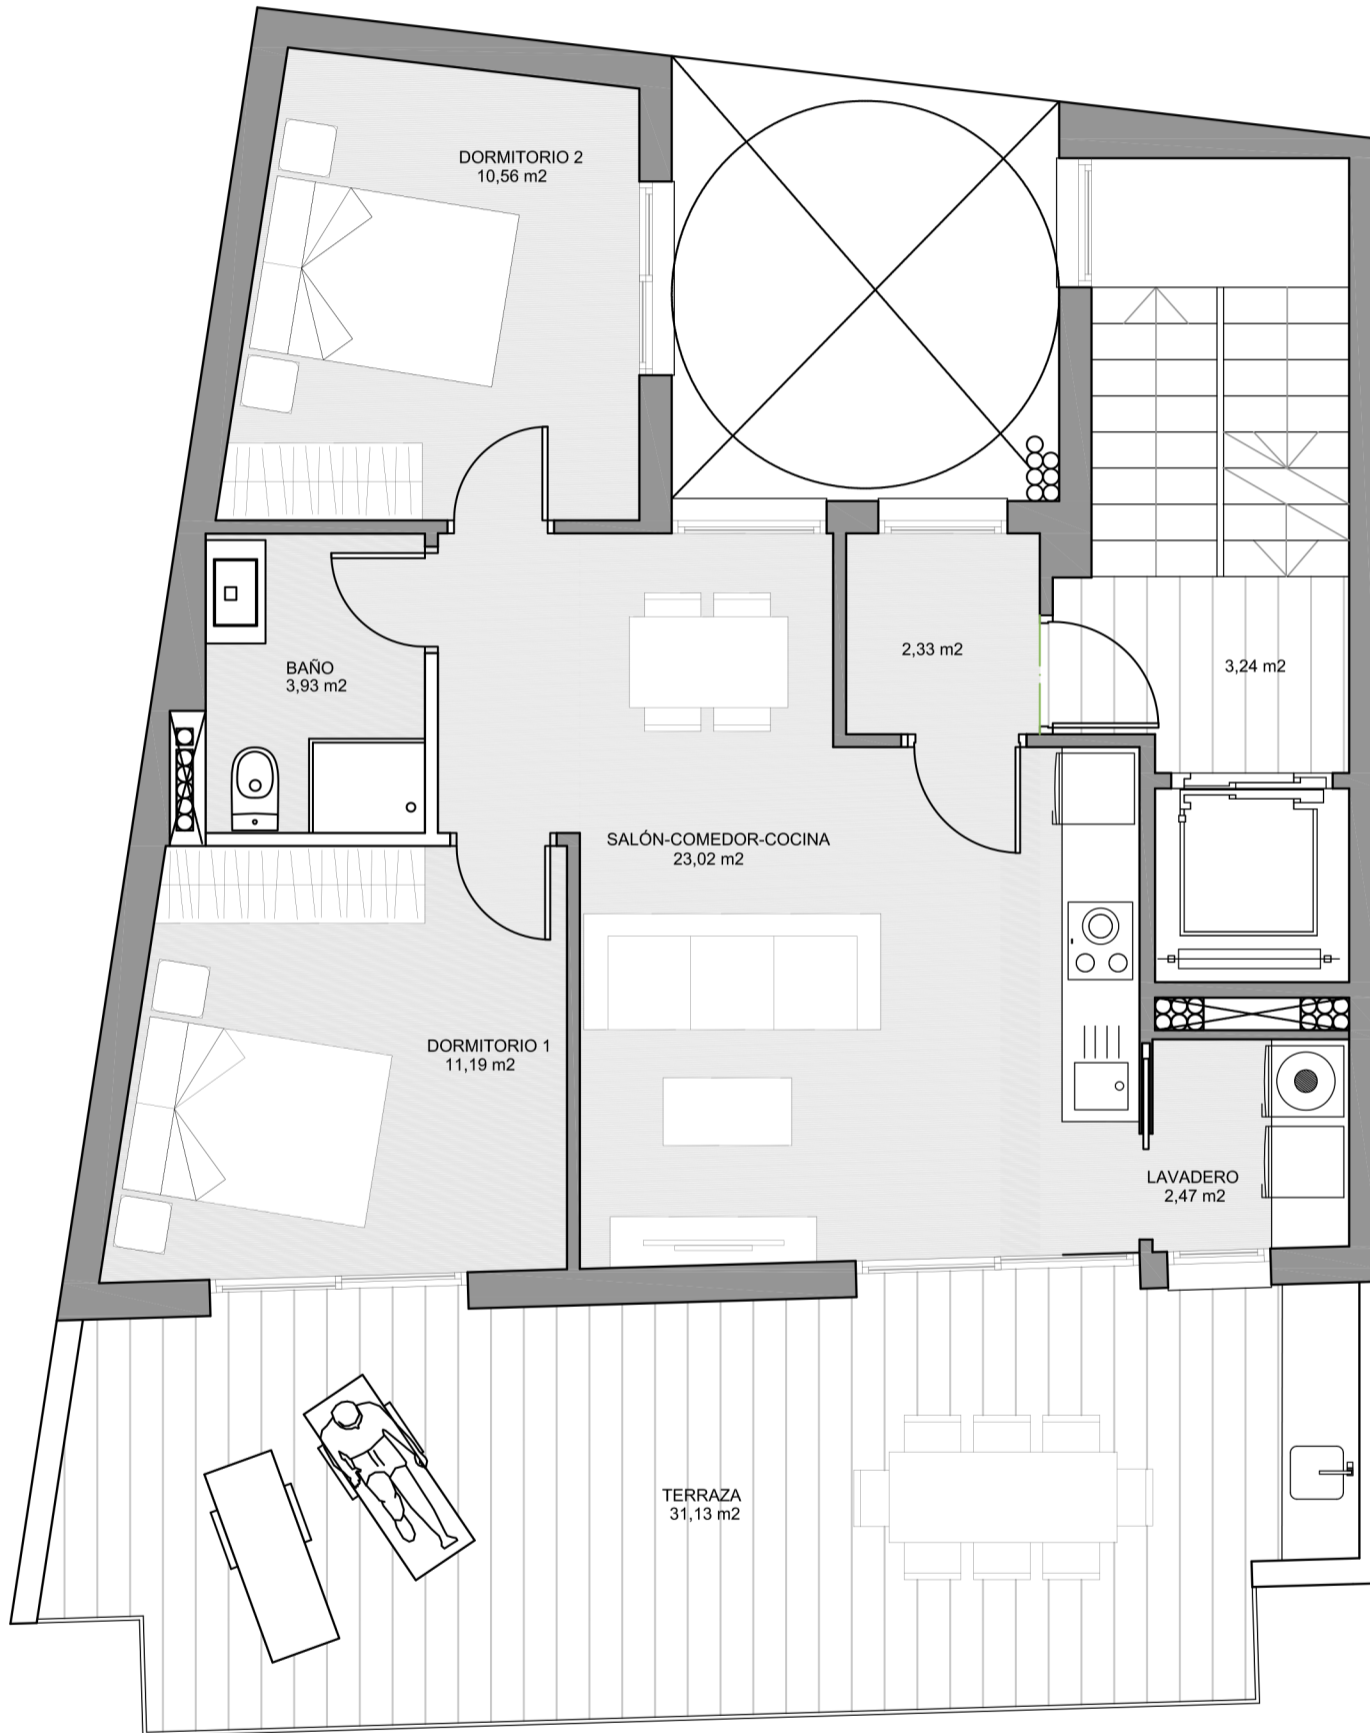 DORMITORIO 2
10,56 m2
BAÑO
3,93 m2
2,33 m2
3,24 m2
SALÓN-COMEDOR-COCINA
23,02 m2
DORMITORIO 1
11,19 m2
LAVADERO
2,47 m2
TERRAZA
31,13 m2